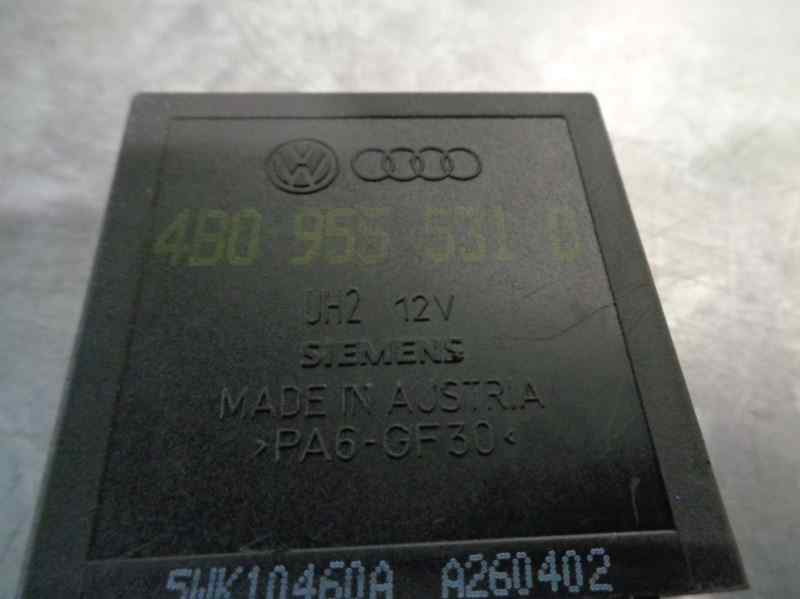 4B0 955 531 C
UH2 12V
SIEMENS
MADE IN AUSTRIA
>PA6-GF30<
5WK10460A A260402